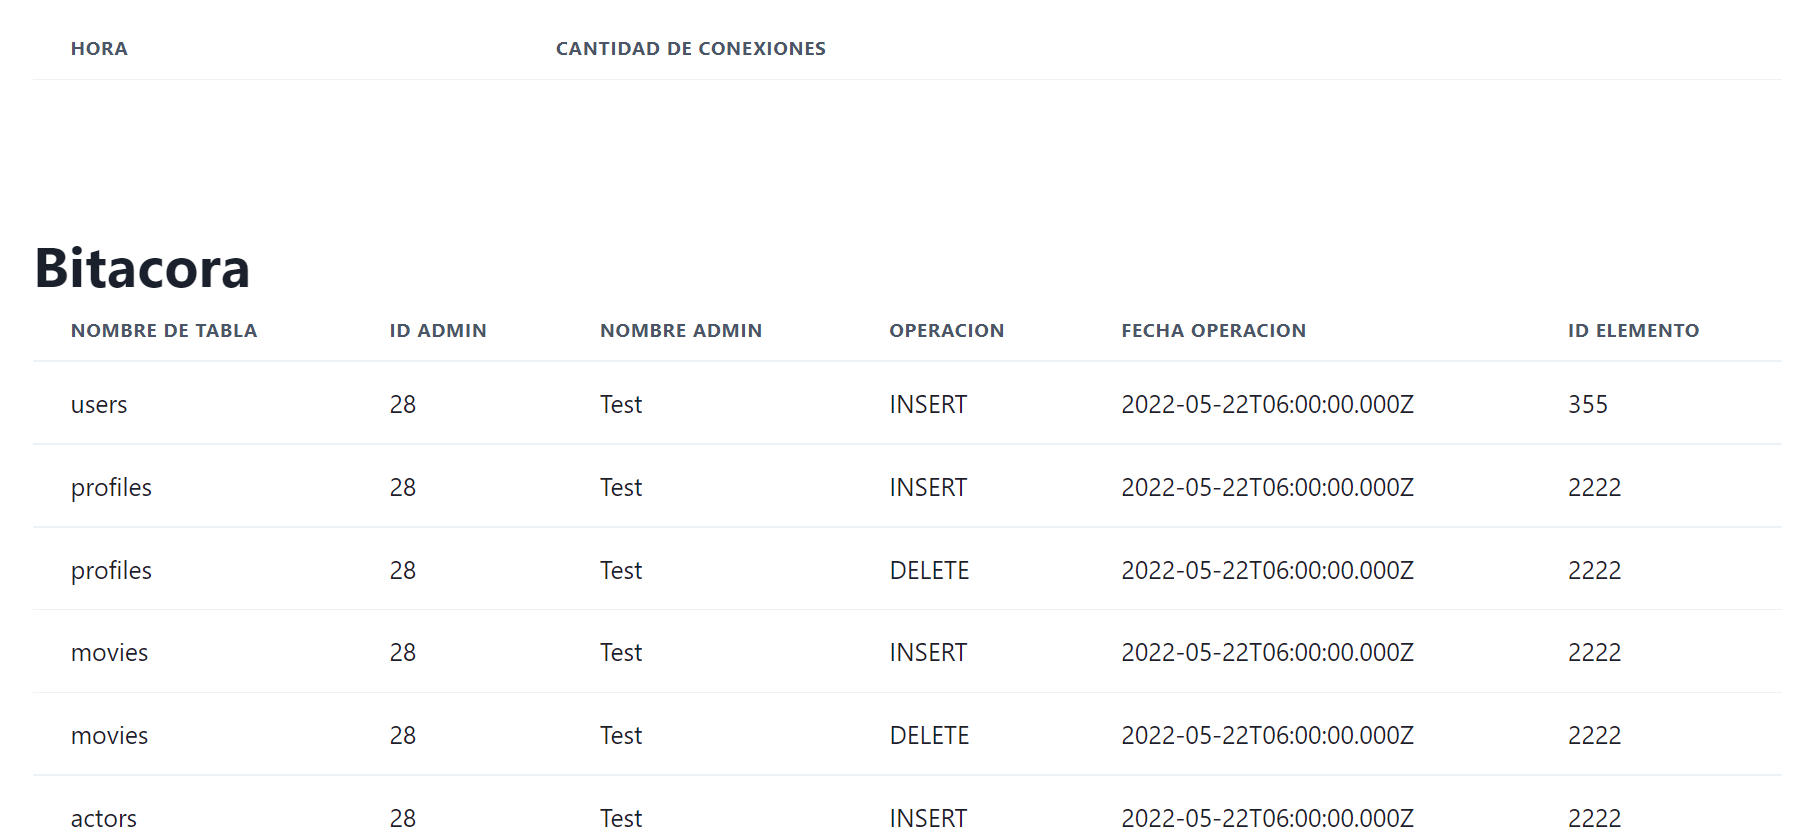 HORA CANTIDAD DE CONEXIONES
Bitacora
NOMBRE DE TABLA ID ADMIN NOMBRE ADMIN OPERACION FECHA OPERACION ID ELEMENTO
users 28 Test INSERT 2022-05-22T06:00:00.000Z 355
profiles 28 Test INSERT 2022-05-22T06:00:00.000Z 2222
profiles 28 Test DELETE 2022-05-22T06:00:00.000Z 2222
movies 28 Test INSERT 2022-05-22T06:00:00.000Z 2222
movies 28 Test DELETE 2022-05-22T06:00:00.000Z 2222
actors 28 Test INSERT 2022-05-22T06:00:00.000Z 2222